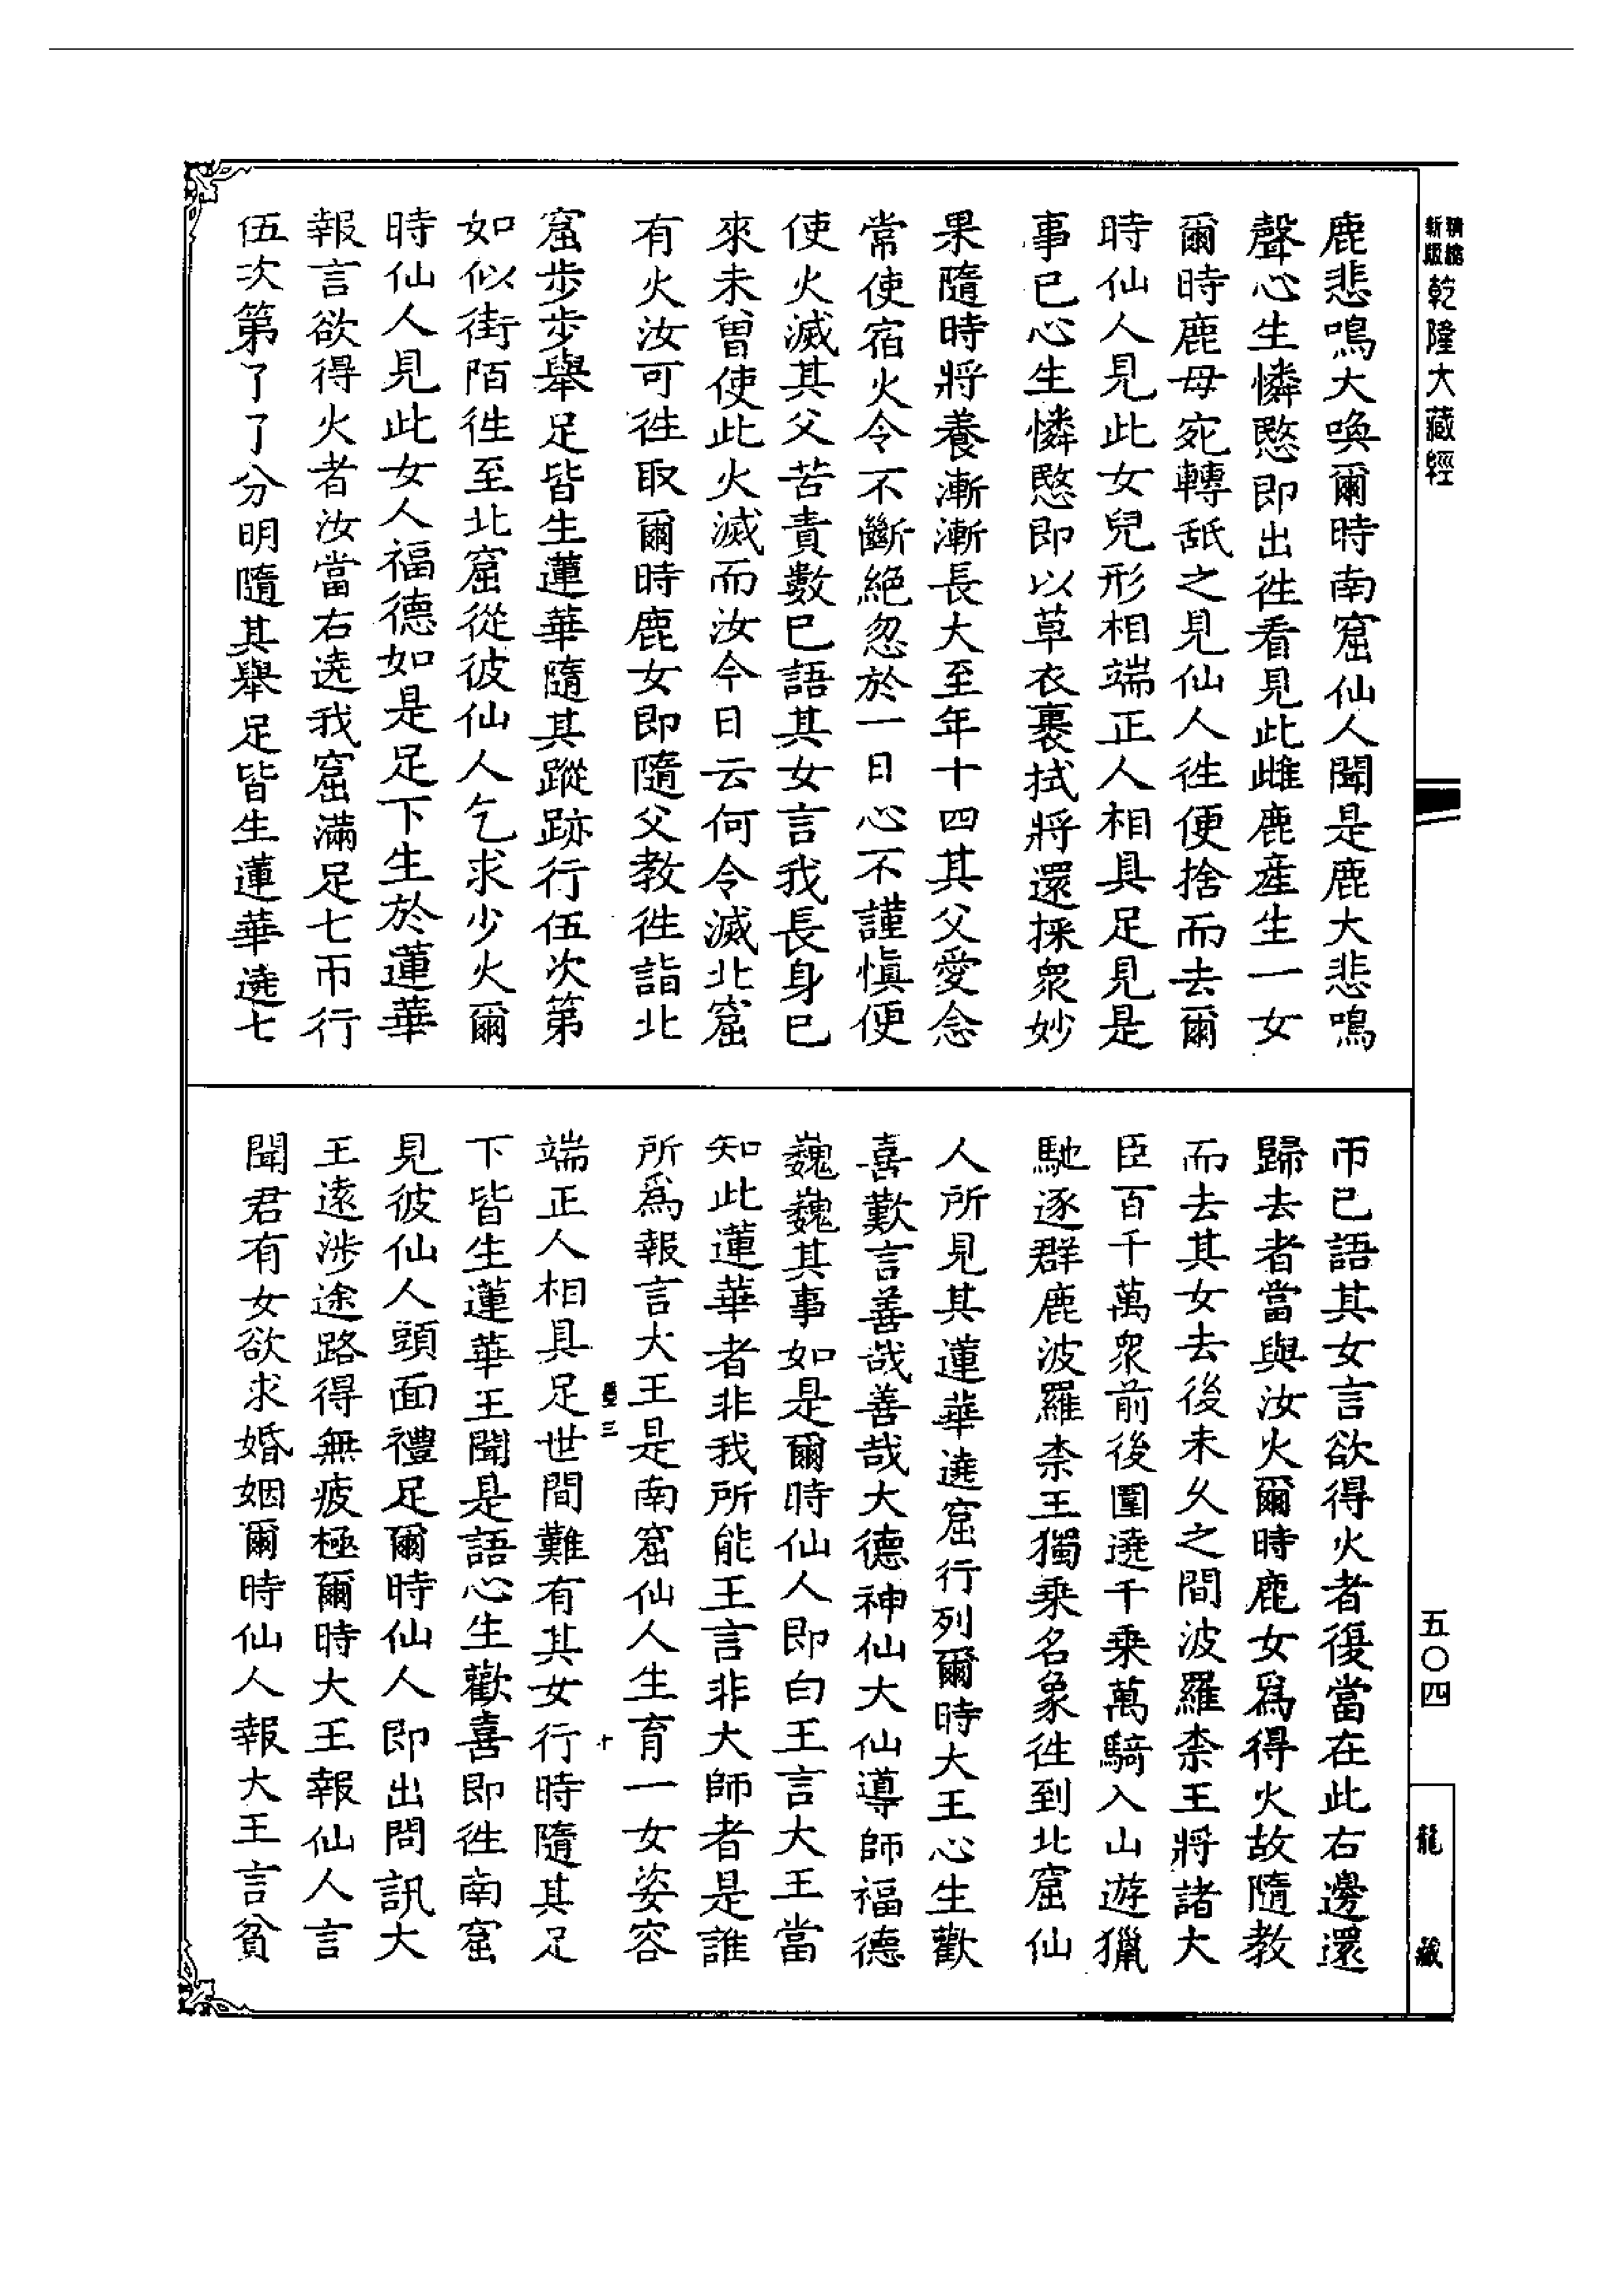 精縮新版乾隆大藏經
鹿悲鳴大喚爾時南窟仙人聞是鹿大悲鳴
聲心生憐愍即出徃看見此雌鹿產生一女
爾時鹿母宛轉舐之見仙人徃便捨而去爾
時仙人見此女兒形相端正人相具足見是
事已心生憐愍即以草衣裹拭將還採衆妙
果隨時將養漸漸長大至年十四其父愛念
常使宿火令不斷絕忽於一日心不謹慎便
使火滅其父苦責數已語其女言我長身已
來未曾使此火滅而汝今日云何令滅北窟
有火汝可徃取爾時鹿女即隨父教徃詣北
窟步步舉足皆生蓮華隨其蹤跡行伍次第
如似街陌徃至北窟從彼仙人乞求少火爾
時仙人見此女人福德如是足下生於蓮華
報言欲得火者汝當右遶我窟滿足七帀行
伍次第了了分明隨其舉足皆生蓮華遶七
帀已語其女言欲得火者復當在此右邊還
歸去者當與汝火爾時鹿女爲得火故隨教
而去其女去後未久之間波羅柰王將諸大
臣百千萬衆前後圍遶千乘萬騎入山遊獵
馳逐群鹿波羅柰王獨乘名象徃到北窟仙
人所見其蓮華遶窟行列爾時大王心生歡
喜歎言善哉善哉大德神仙大仙導師福德
巍巍其事如是爾時仙人即白王言大王當
知此蓮華者非我所能王言非大師者是誰
所爲報言大王是南窟仙人生育一女姿容
端正人相具足世間難有其女行時隨其足
下皆生蓮華王聞是語心生歡喜即徃南窟
見彼仙人頭面禮足爾時仙人即出問訊大
王遠涉途路得無疲極爾時大王報仙人言
聞君有女欲求婚姻爾時仙人報大王言貧
三
十
五〇四
龍藏